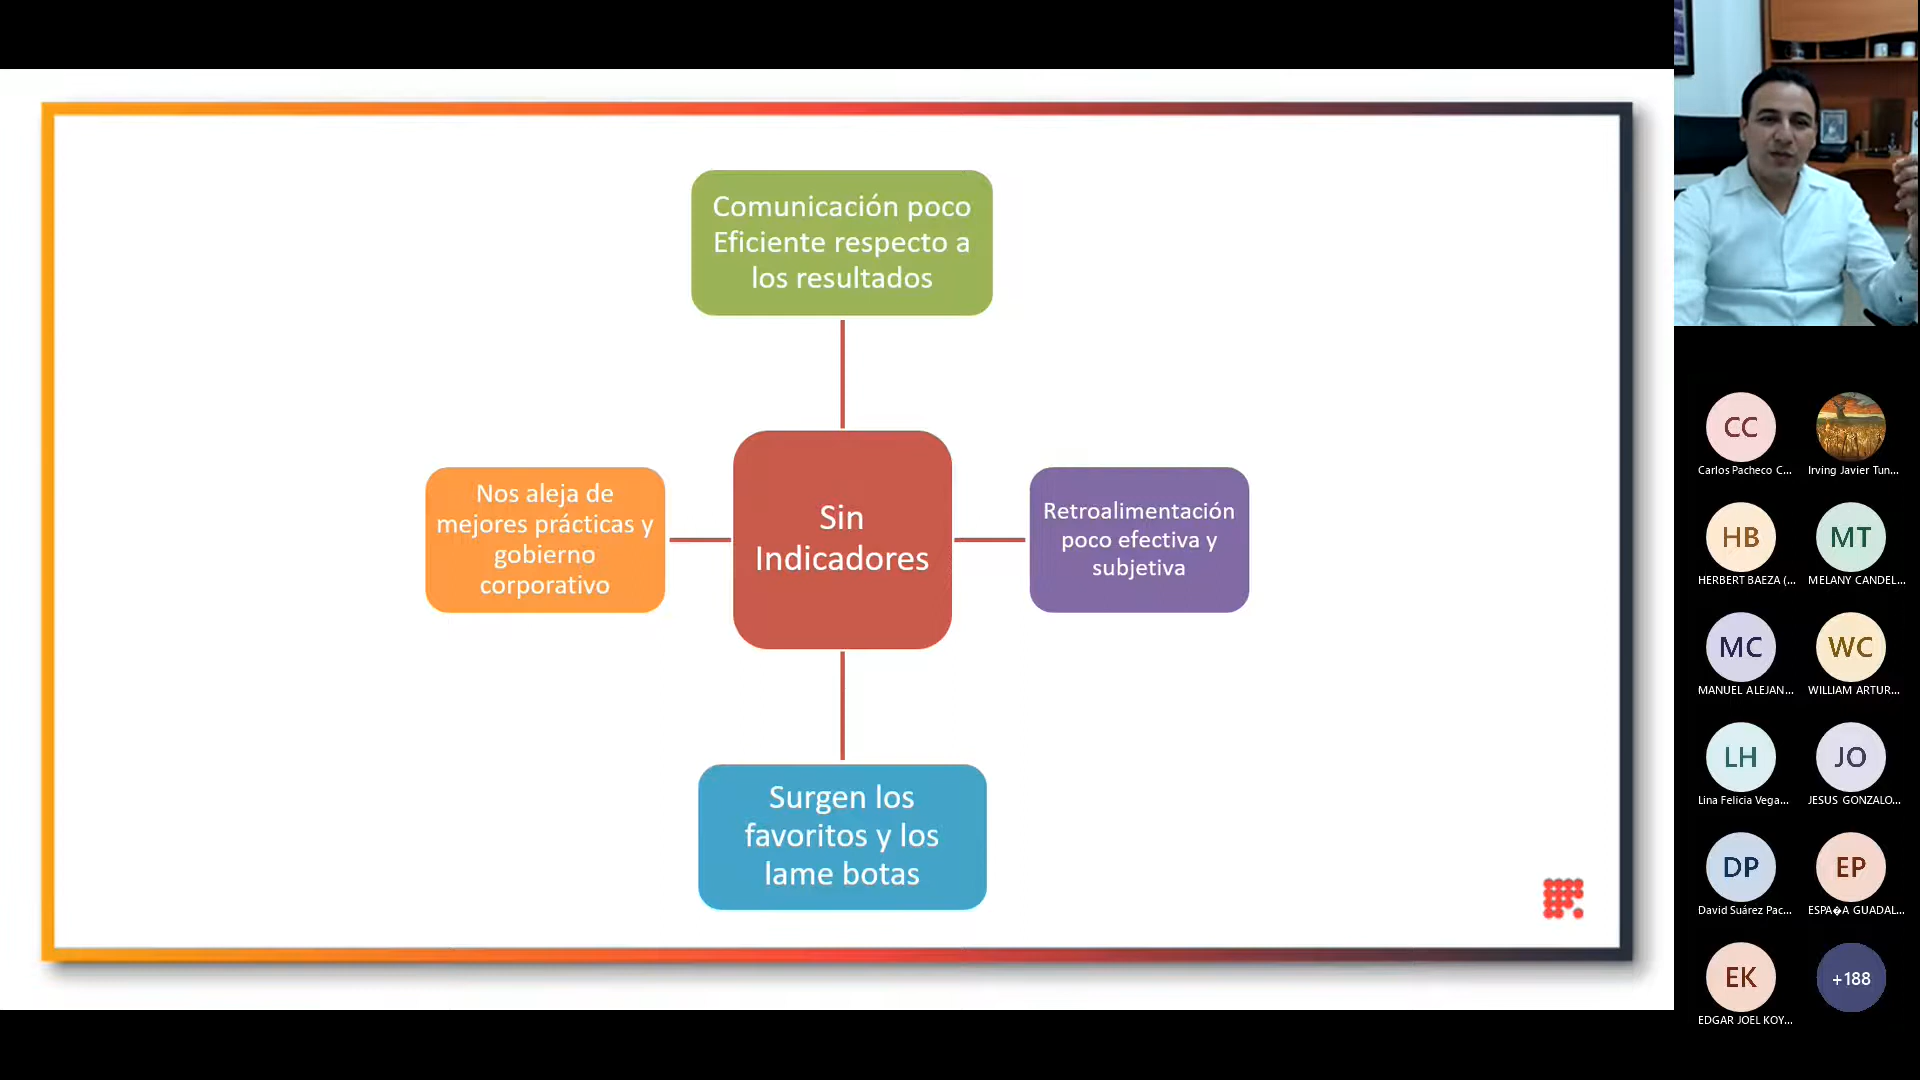 Comunicación poco
Eficiente respecto a
los resultados
Nos aleja de
mejores prácticas y
gobierno
corporativo
Sin
Indicadores
Retroalimentación
poco efectiva y
subjetiva
Surgen los
favoritos y los
lame botas
CC
Carlos Pacheco C...
Irving Javier Tun...
HB
HERBERT BAEZA (...
MT
MELANY CANDEL...
MC
MANUEL ALEJAN...
WC
WILLIAM ARTUR...
LH
Lina Felicia Vega...
JO
JESUS GONZALO...
DP
David Suárez Pac...
EP
ESPA�A GUADAL...
EK
EDGAR JOEL KOY...
+188